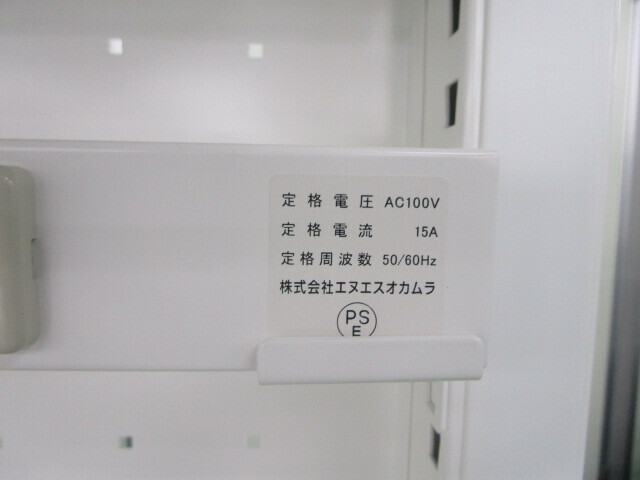 定格電圧 AC100V
定格電流 15A
定格周波数 50/60Hz
株式会社エヌエスオカムラ
PS
E